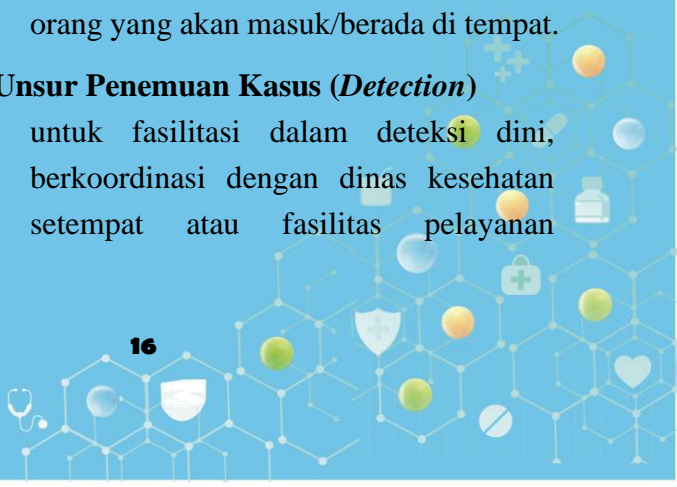 orang yang akan masuk/berada di tempat.
Unsur Penemuan Kasus (Detection)
untuk fasilitasi dalam deteksi dini,
berkoordinasi dengan dinas kesehatan
setempat atau fasilitas pelayanan
16